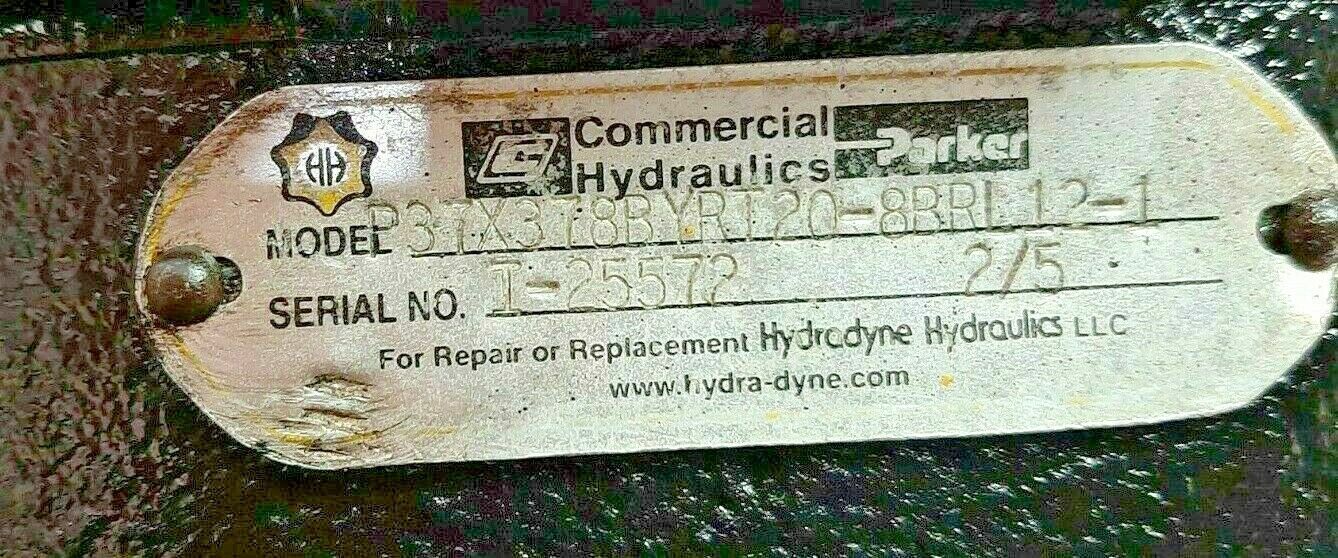 HH
Commercial Parker
Hydraulics
MODEL P37X378BYRT20-8BRL12-1
SERIAL NO. I-25572 2/5
For Repair or Replacement Hydradyne Hydraulics LLC
www.hydra-dyne.com